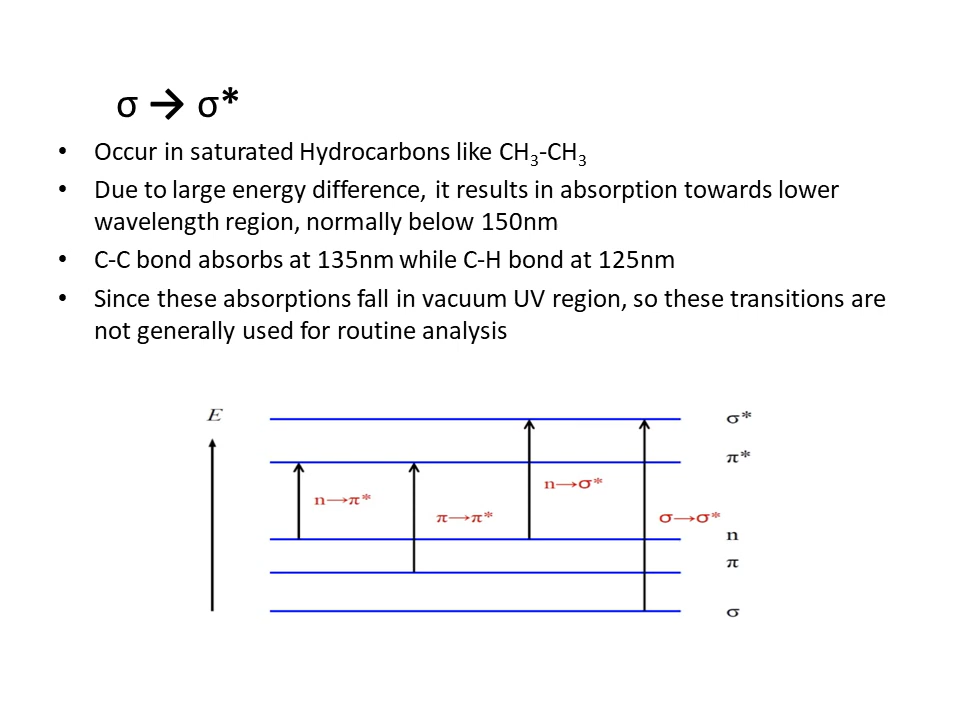 σ → σ*
• Occur in saturated Hydrocarbons like CH₃-CH₃
• Due to large energy difference, it results in absorption towards lower
wavelength region, normally below 150nm
• C-C bond absorbs at 135nm while C-H bond at 125nm
• Since these absorptions fall in vacuum UV region, so these transitions are
not generally used for routine analysis
E
σ*
π*
n→π*
n→σ*
π→π*
σ→σ*
n
π
σ